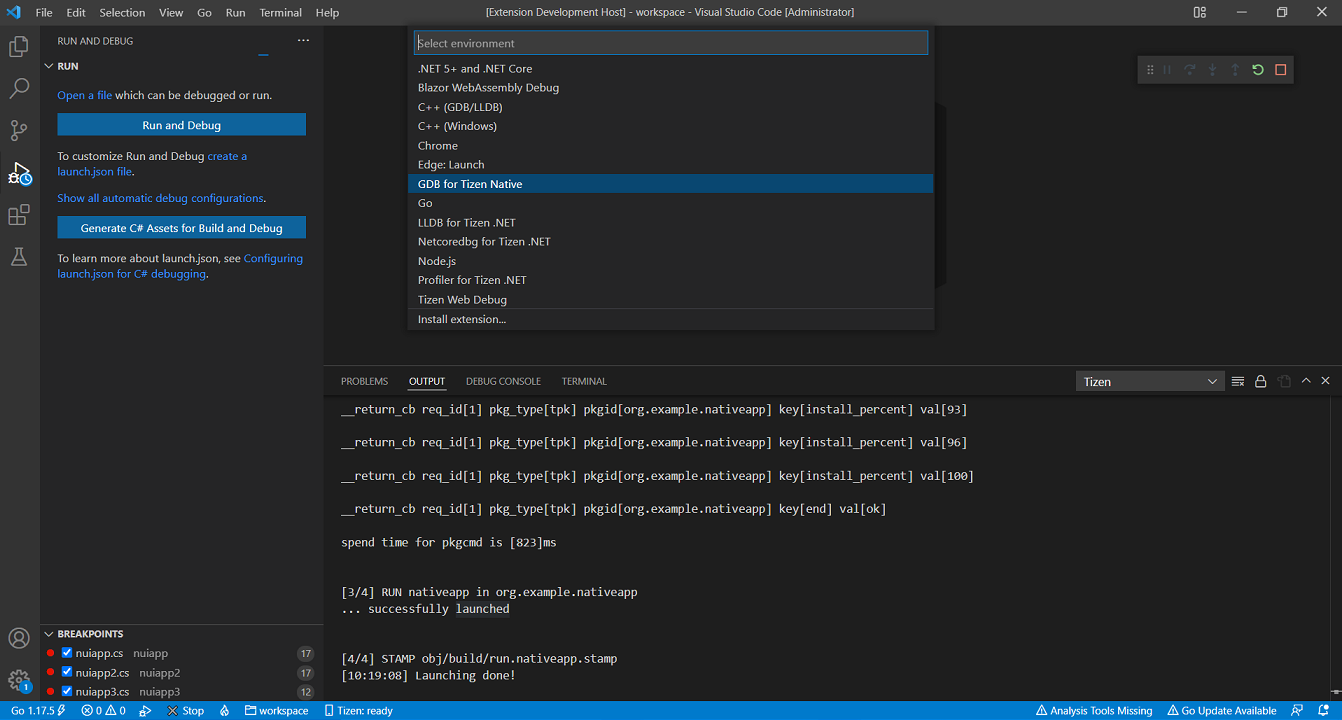 File Edit Selection View Go Run Terminal Help
[Extension Development Host] - workspace - Visual Studio Code [Administrator]
RUN AND DEBUG
RUN
Open a file which can be debugged or run.
Run and Debug
To customize Run and Debug create a
launch.json file.
Show all automatic debug configurations.
Generate C# Assets for Build and Debug
To learn more about launch.json, see Configuring
launch.json for C# debugging.
Select environment
.NET 5+ and .NET Core
Blazor WebAssembly Debug
C++ (GDB/LLDB)
C++ (Windows)
Chrome
Edge: Launch
GDB for Tizen Native
Go
LLDB for Tizen .NET
Netcoredbg for Tizen .NET
Node.js
Profiler for Tizen .NET
Tizen Web Debug
Install extension...
PROBLEMS OUTPUT DEBUG CONSOLE TERMINAL
Tizen
__return_cb req_id[1] pkg_type[tpk] pkgid[org.example.nativeapp] key[install_percent] val[93]
__return_cb req_id[1] pkg_type[tpk] pkgid[org.example.nativeapp] key[install_percent] val[96]
__return_cb req_id[1] pkg_type[tpk] pkgid[org.example.nativeapp] key[install_percent] val[100]
__return_cb req_id[1] pkg_type[tpk] pkgid[org.example.nativeapp] key[end] val[ok]
spend time for pkgcmd is [823]ms
[3/4] RUN nativeapp in org.example.nativeapp
... successfully launched
[4/4] STAMP obj/build/run.nativeapp.stamp
[10:19:08] Launching done!
BREAKPOINTS
nuiapp.cs nuiapp 17
nuiapp2.cs nuiapp2 17
nuiapp3.cs nuiapp3 12
1
Go 1.17.5 0 0 Stop workspace Tizen: ready Analysis Tools Missing Go Update Available